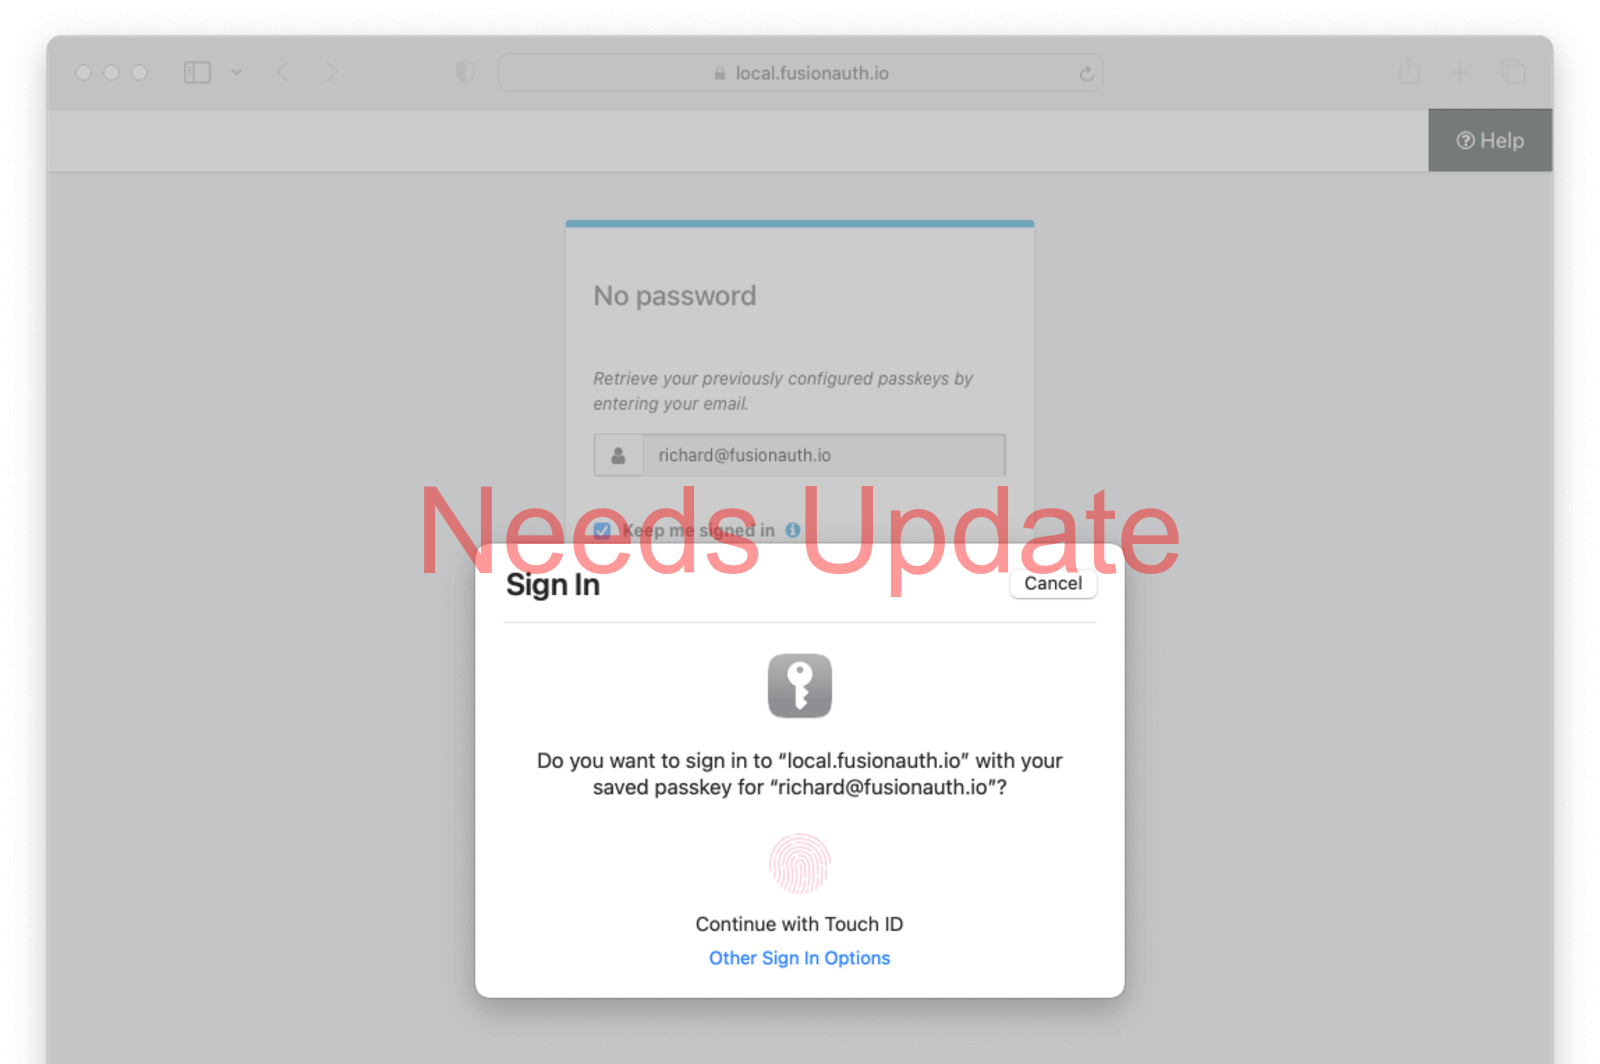 local.fusionauth.io
Help
No password
Retrieve your previously configured passkeys by
entering your email.
richard@fusionauth.io
Keep me signed in
Needs Update
Sign In
Cancel
Do you want to sign in to “local.fusionauth.io” with your
saved passkey for “richard@fusionauth.io”?
Continue with Touch ID
Other Sign In Options